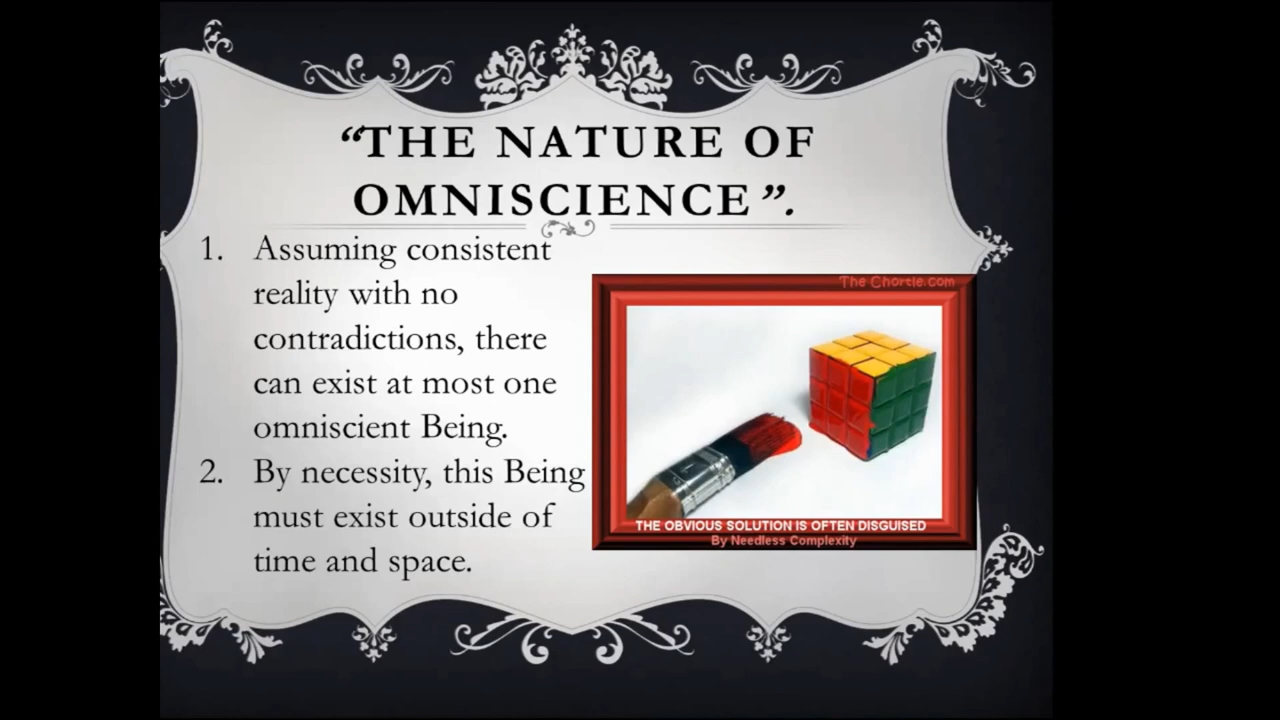 “THE NATURE OF
OMNISCIENCE”.
1. Assuming consistent
reality with no
contradictions, there
can exist at most one
omniscient Being.
2. By necessity, this Being
must exist outside of
time and space.
The Chortle.com
THE OBVIOUS SOLUTION IS OFTEN DISGUISED
By Needless Complexity